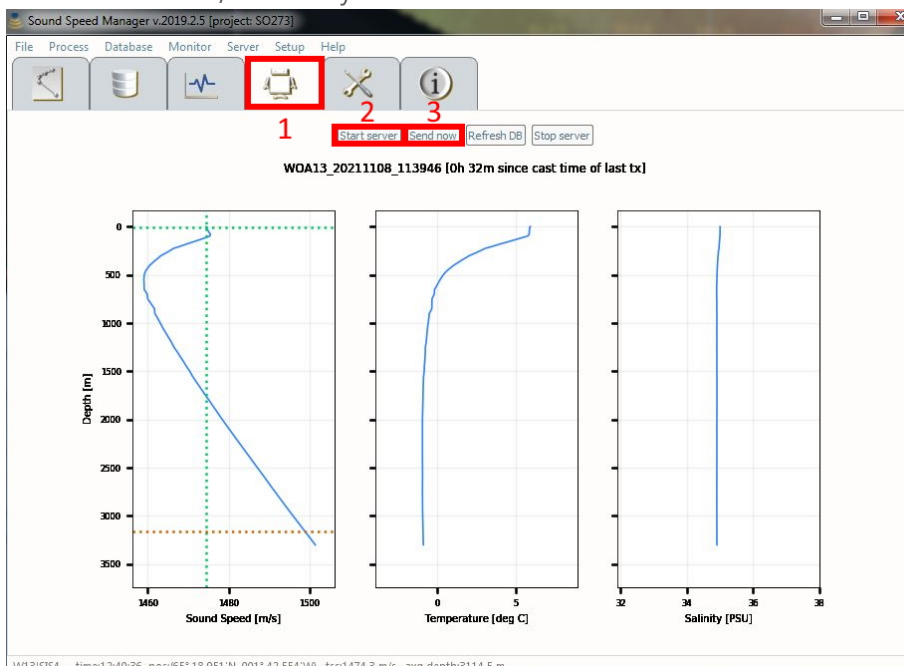 Sound Speed Manager v.2019.2.5 [project: SO273]
File Process Database Monitor Server Setup Help
1
2
3
Start server Send now Refresh DB Stop server
WOA13_20211108_113946 [0h 32m since cast time of last tx]
Depth [m]
0
500
1000
1500
2000
2500
3000
3500
1460 1480 1500
Sound Speed [m/s]
0 5
Temperature [deg C]
32 34 36 38
Salinity [PSU]